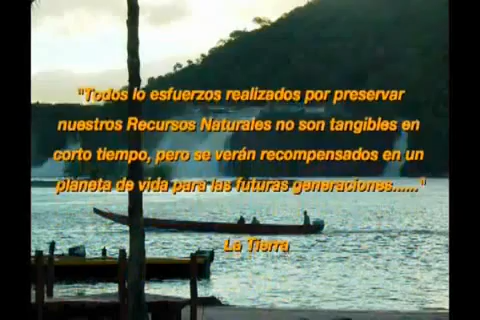 "Todos lo esfuerzos realizados por preservar
nuestros Recursos Naturales no son tangibles en
corto tiempo, pero se verán recompensados en un
planeta de vida para las futuras generaciones......"
La Tierra